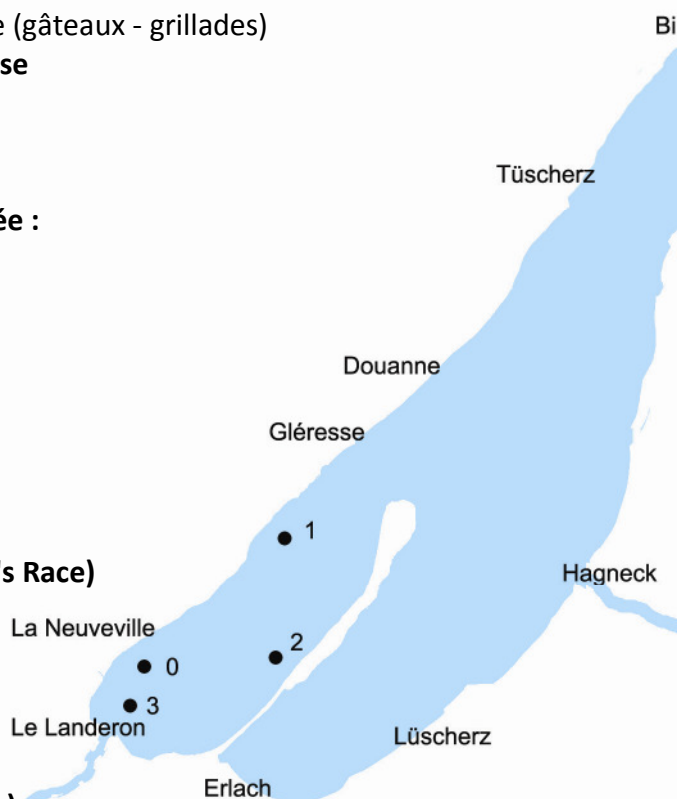 e (gâteaux - grillades)
Bi
se
Tüscherz
ée :
Douanne
Gléresse
1
's Race)
Hagneck
La Neuveville
2
0
3
Le Landeron
Lüscherz
Erlach
)